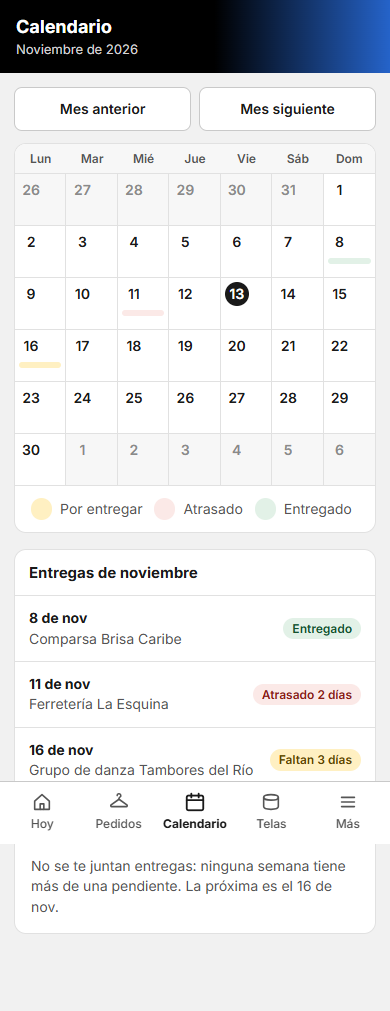 Calendario
Noviembre de 2026
Mes anterior
Mes siguiente
Lun Mar Mié Jue Vie Sáb Dom
26 27 28 29 30 31 1
2 3 4 5 6 7 8
9 10 11 12 13 14 15
16 17 18 19 20 21 22
23 24 25 26 27 28 29
30 1 2 3 4 5 6
Por entregar Atrasado Entregado
Entregas de noviembre
8 de nov
Comparsa Brisa Caribe
Entregado
11 de nov
Ferretería La Esquina
Atrasado 2 días
16 de nov
Grupo de danza Tambores del Río
Faltan 3 días
Hoy Pedidos Calendario Telas Más
No se te juntan entregas: ninguna semana tiene
más de una pendiente. La próxima es el 16 de
nov.